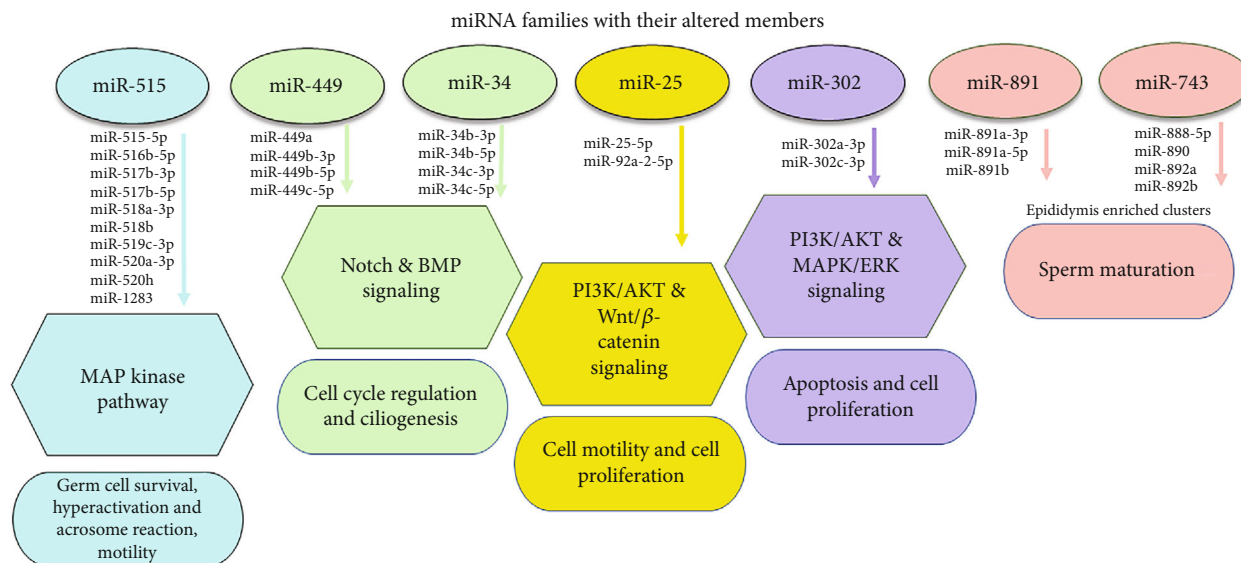 miRNA families with their altered members
miR-515
miR-515-5p
miR-516b-5p
miR-517b-3p
miR-517b-5p
miR-518a-3p
miR-518b
miR-519c-3p
miR-520a-3p
miR-520h
miR-1283
MAP kinase
pathway
Germ cell survival,
hyperactivation and
acrosome reaction,
motility
miR-449
miR-449a
miR-449b-3p
miR-449b-5p
miR-449c-5p
miR-34
miR-34b-3p
miR-34b-5p
miR-34c-3p
miR-34c-5p
Notch & BMP
signaling
Cell cycle regulation
and ciliogenesis
miR-25
miR-25-5p
miR-92a-2-5p
PI3K/AKT &
Wnt/β-
catenin
signaling
Cell motility and cell
proliferation
miR-302
miR-302a-3p
miR-302c-3p
PI3K/AKT &
MAPK/ERK
signaling
Apoptosis and cell
proliferation
miR-891
miR-891a-3p
miR-891a-5p
miR-891b
miR-743
miR-888-5p
miR-890
miR-892a
miR-892b
Epididymis enriched clusters
Sperm maturation